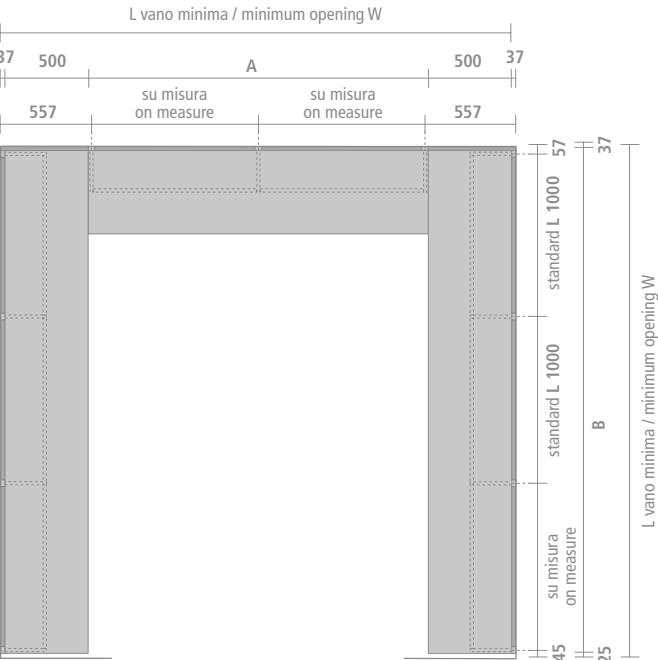 L vano minima / minimum opening W
37 500 A 500 37
su misura
on measure
su misura
on measure
557 557
57
37
standard L 1000
standard L 1000
B
L vano minima / minimum opening W
su misura
on measure
45
25